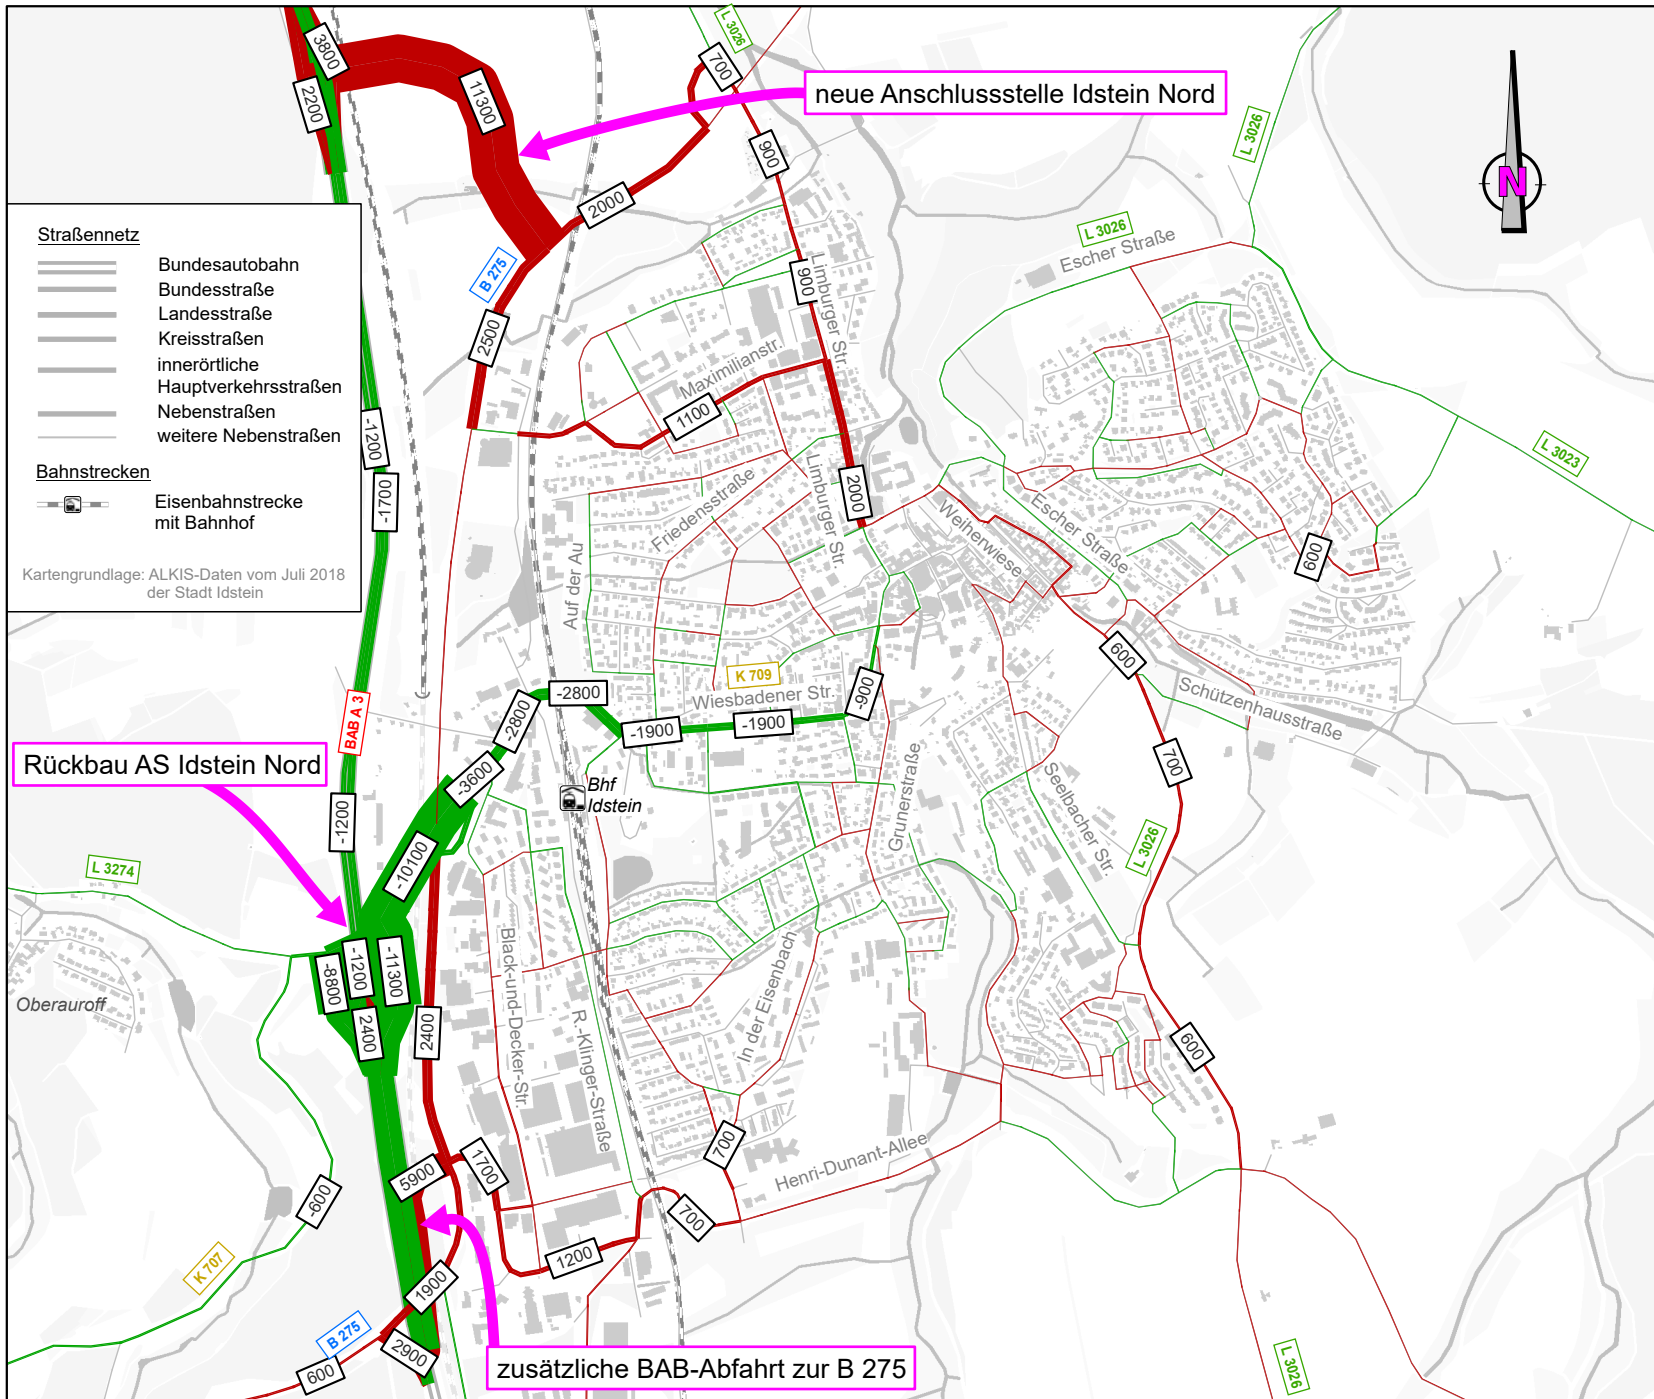 3800
2200
11300
700
L 3026
neue Anschlussstelle Idstein Nord
900
2000
L 3026
N
L 3026
Escher Straße
Straßennetz
Bundesautobahn
Bundesstraße
Landesstraße
Kreisstraßen
innerörtliche
Hauptverkehrsstraßen
Nebenstraßen
weitere Nebenstraßen
Bahnstrecken
Eisenbahnstrecke
mit Bahnhof
Kartengrundlage: ALKIS-Daten vom Juli 2018
der Stadt Idstein
B 275
2500
900
Limburger Str.
Maximilianstr.
1100
-1200
-1700
L 3023
Friedensstraße
Limburger Str.
2000
Weiherwiese
Escher Straße
600
Auf der Au
600
K 709
Wiesbadener Str.
-900
-2800
-2800
-1900
-1900
Schützenhausstraße
BAB A 3
Rückbau AS Idstein Nord
-3600
Bhf
Idstein
700
Grunerstraße
Seelbacher Str.
L 3026
-1200
-10100
L 3274
-8800
-1200
-11300
Oberauroff
2400
2400
Black-und-Decker-Str.
R.-Klinger-Straße
In der Eisenbach
600
700
Henri-Dunant-Allee
5900
1700
-600
700
1200
K 707
1900
B 275
2900
600
zusätzliche BAB-Abfahrt zur B 275
L 3026